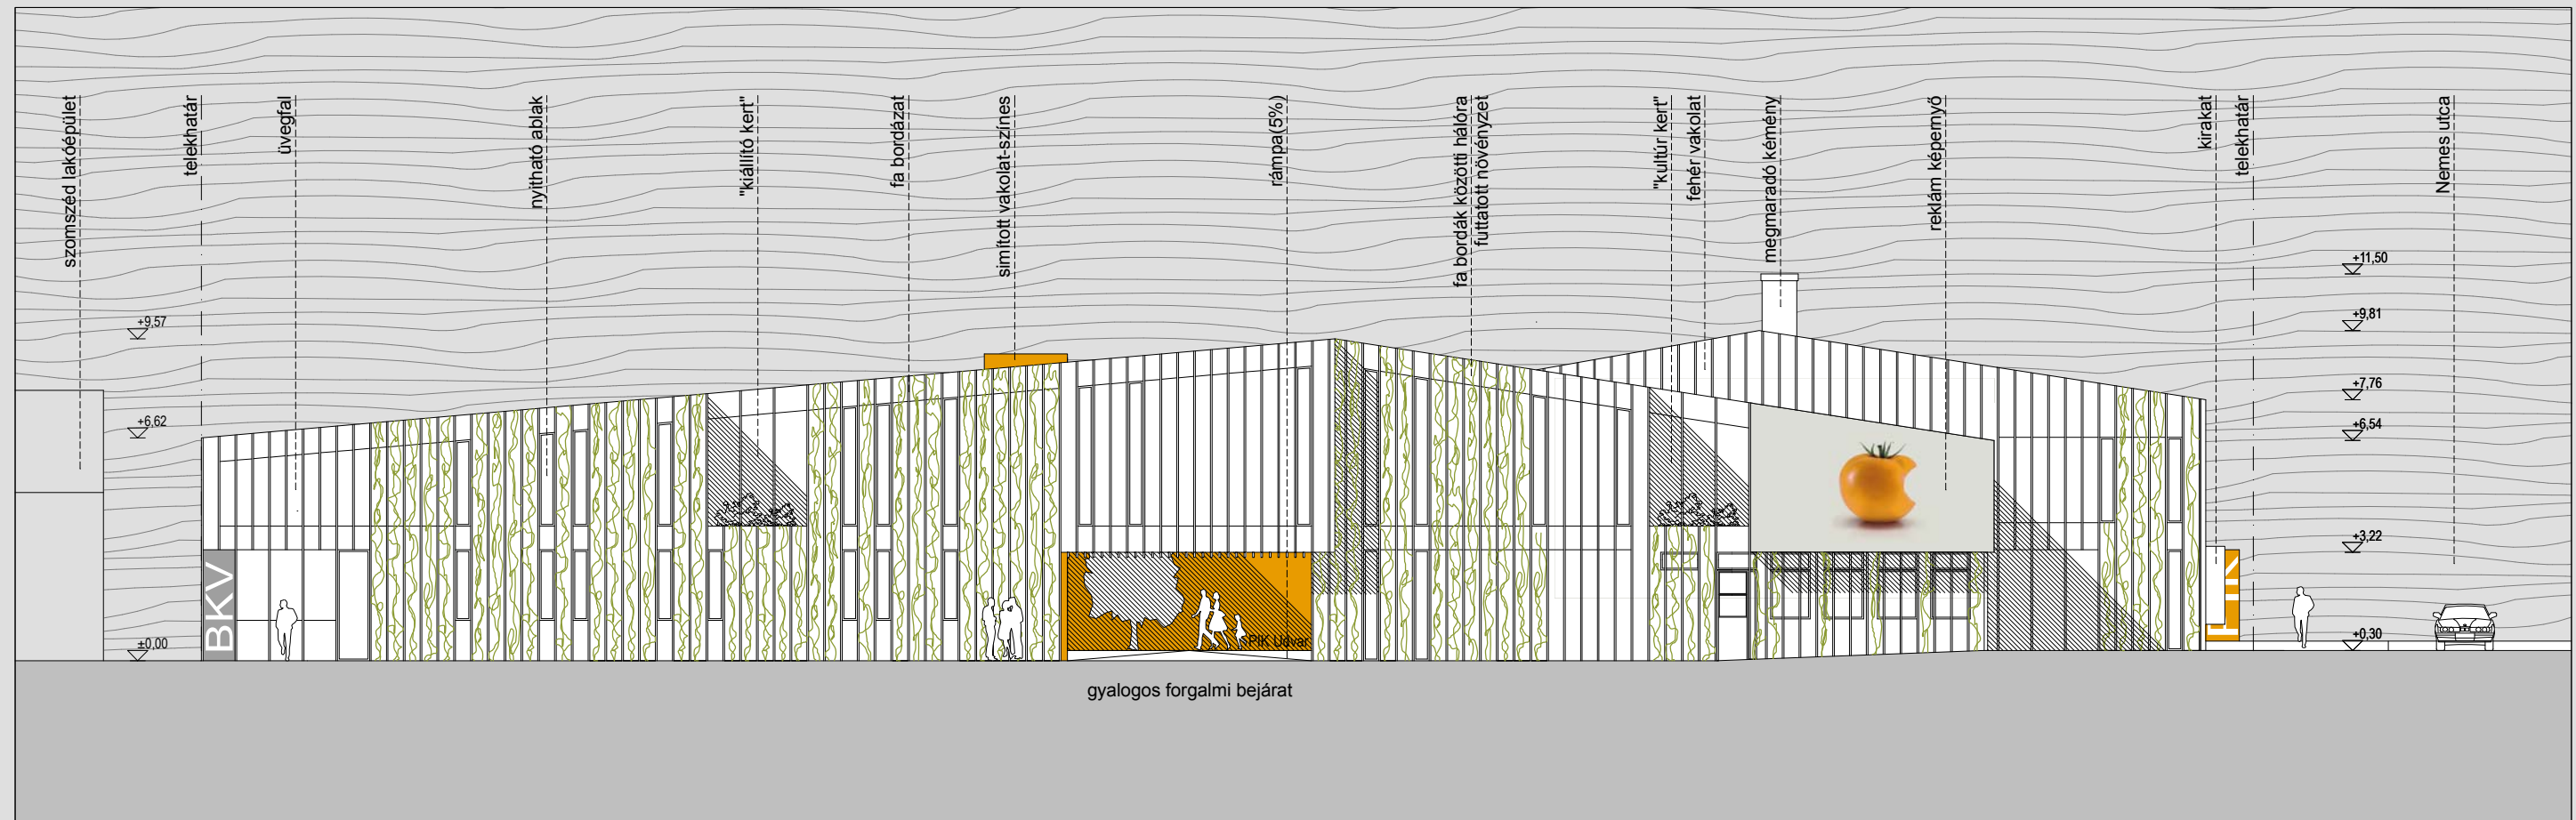 szomszéd lakóépület
telekhatár
üvegfal
nyitható ablak
"kiállító kert"
fa bordázat
simított vakolat-színes
rámpa(5%)
fa bordák közötti hálóra
futtatott növényzet
"kultúr kert"
fehér vakolat
megmaradó kémény
reklám képernyő
kirakat
telekhatár
Nemes utca
+9,57
+6,62
±0,00
+11,50
+9,81
+7,76
+6,54
+3,22
+0,30
BKV
PIK Udvar
gyalogos forgalmi bejárat